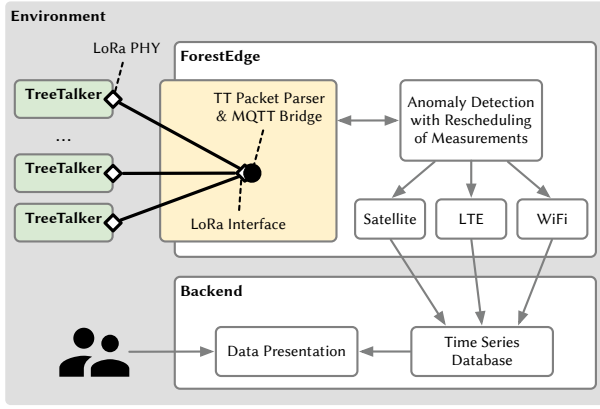 Environment
LoRa PHY
ForestEdge
TreeTalker
...
TreeTalker
TreeTalker
TT Packet Parser
& MQTT Bridge
LoRa Interface
Anomaly Detection
with Rescheduling
of Measurements
Satellite
LTE
WiFi
Backend
Data Presentation
Time Series
Database